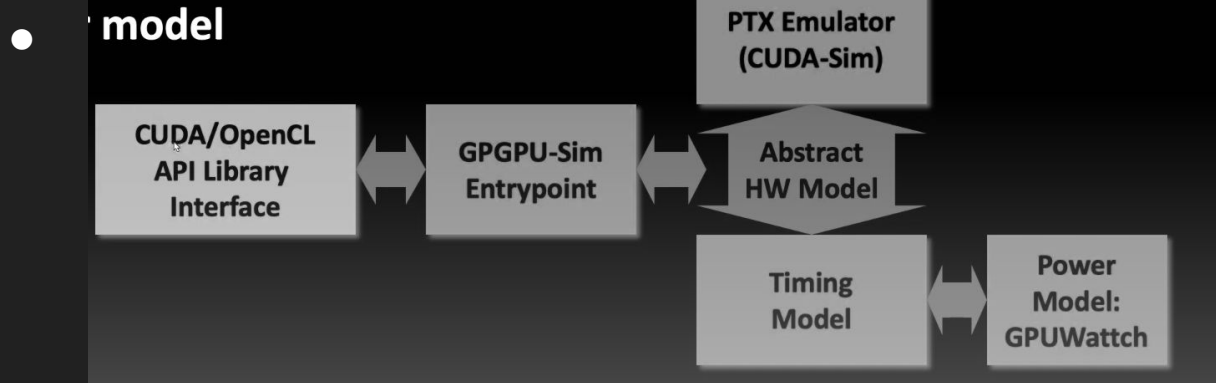 model
PTX Emulator
(CUDA-Sim)
CUDA/OpenCL
API Library
Interface
GPGPU-Sim
Entrypoint
Abstract
HW Model
Timing
Model
Power
Model:
GPUWattch